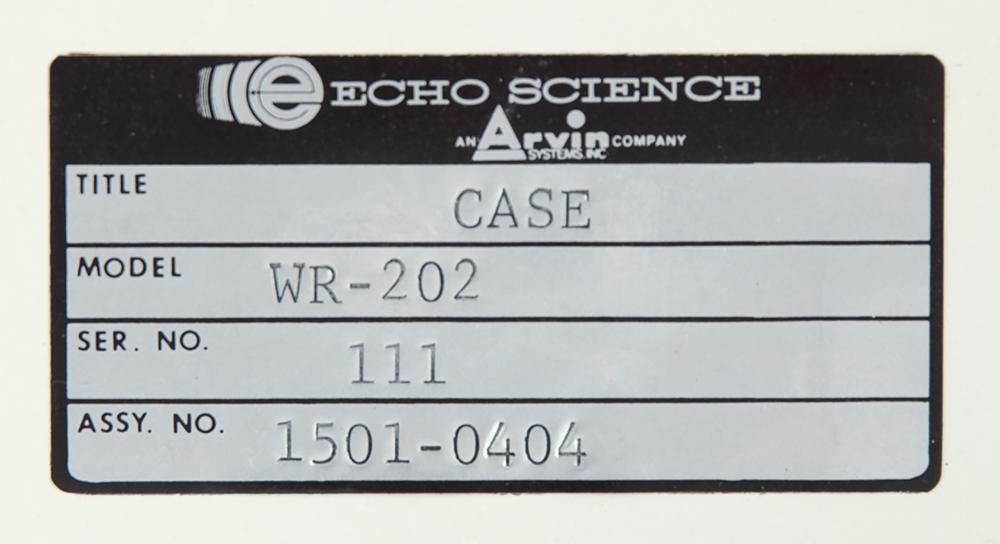 e ECHO SCIENCE
AN Arvin COMPANY
SYSTEMS, INC
TITLE CASE
MODEL WR-202
SER. NO. 111
ASSY. NO. 1501-0404